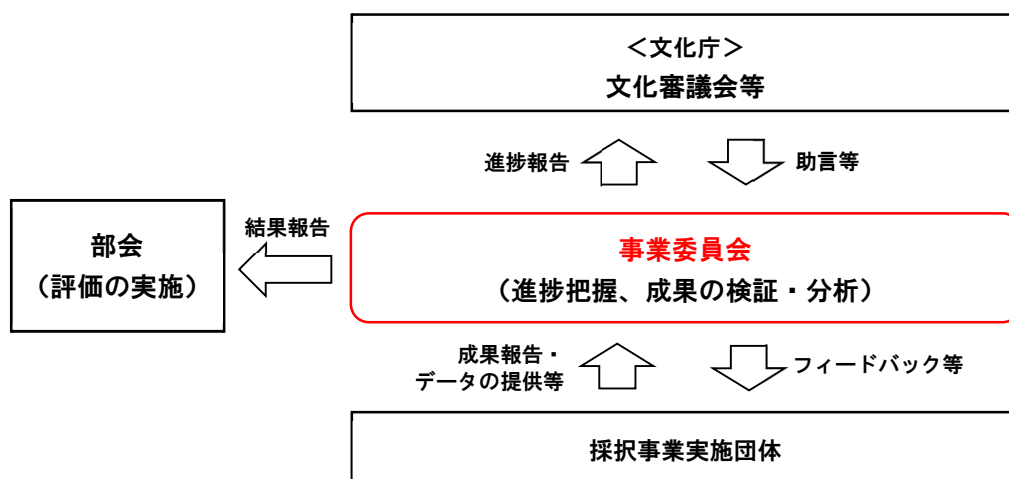 ＜文化庁＞
文化審議会等
進捗報告
助言等
結果報告
部会
（評価の実施）
事業委員会
（進捗把握、成果の検証・分析）
成果報告・
データの提供等
フィードバック等
採択事業実施団体